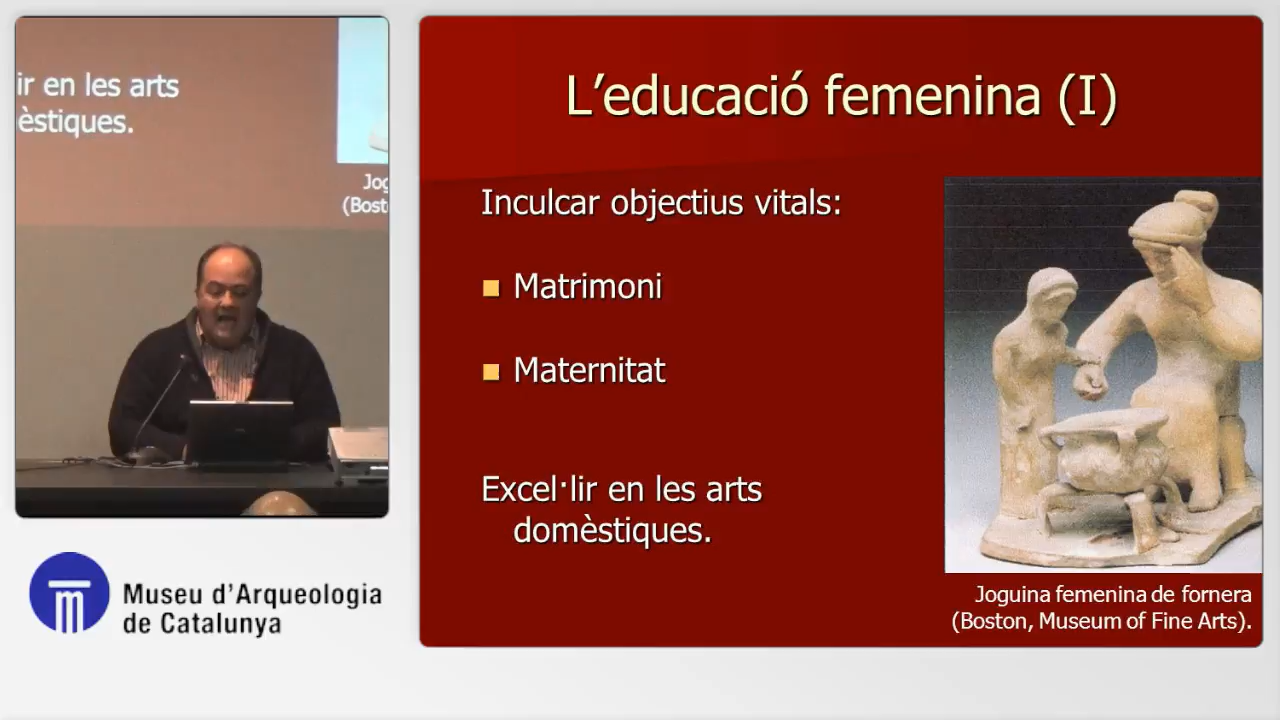 ir en les arts
èstiques.
Jog
(Bost
L'educació femenina (I)
Inculcar objectius vitals:
Matrimoni
Maternitat
Excel·lir en les arts
domèstiques.
Joguina femenina de fornera
(Boston, Museum of Fine Arts).
Museu d'Arqueologia
de Catalunya